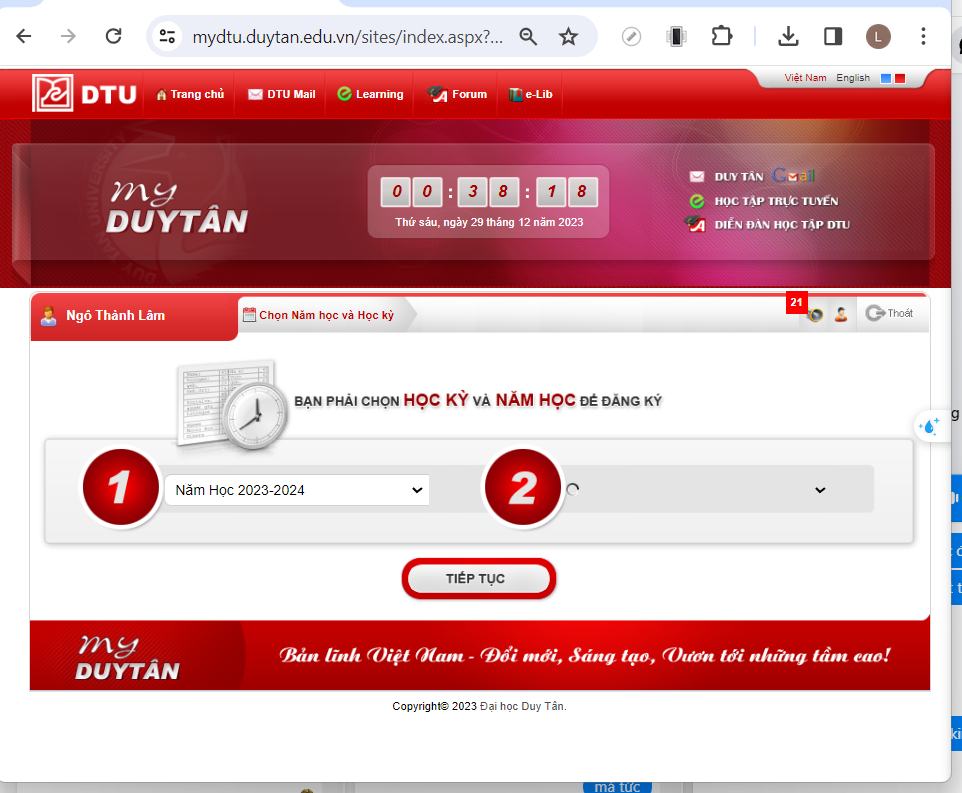 mydtu.duytan.edu.vn/sites/index.aspx?...
L
Việt Nam English
DTU
Trang chủ
DTU Mail
Learning
Forum
e-Lib
my
DUYTÂN
0 0 : 3 8 : 1 8
Thứ sáu, ngày 29 tháng 12 năm 2023
DUY TÂN Gmail
HỌC TẬP TRỰC TUYẾN
DIỄN ĐÀN HỌC TẬP DTU
Ngô Thành Lâm
Chọn Năm học và Học kỳ
21
Thoát
BẠN PHẢI CHỌN HỌC KỲ VÀ NĂM HỌC ĐỂ ĐĂNG KÝ
1
Năm Học 2023-2024
2
TIẾP TỤC
my
DUYTÂN
Bản lĩnh Việt Nam - Đổi mới, Sáng tạo, Vươn tới những tầm cao!
Copyright© 2023 Đại học Duy Tân.
mã tức